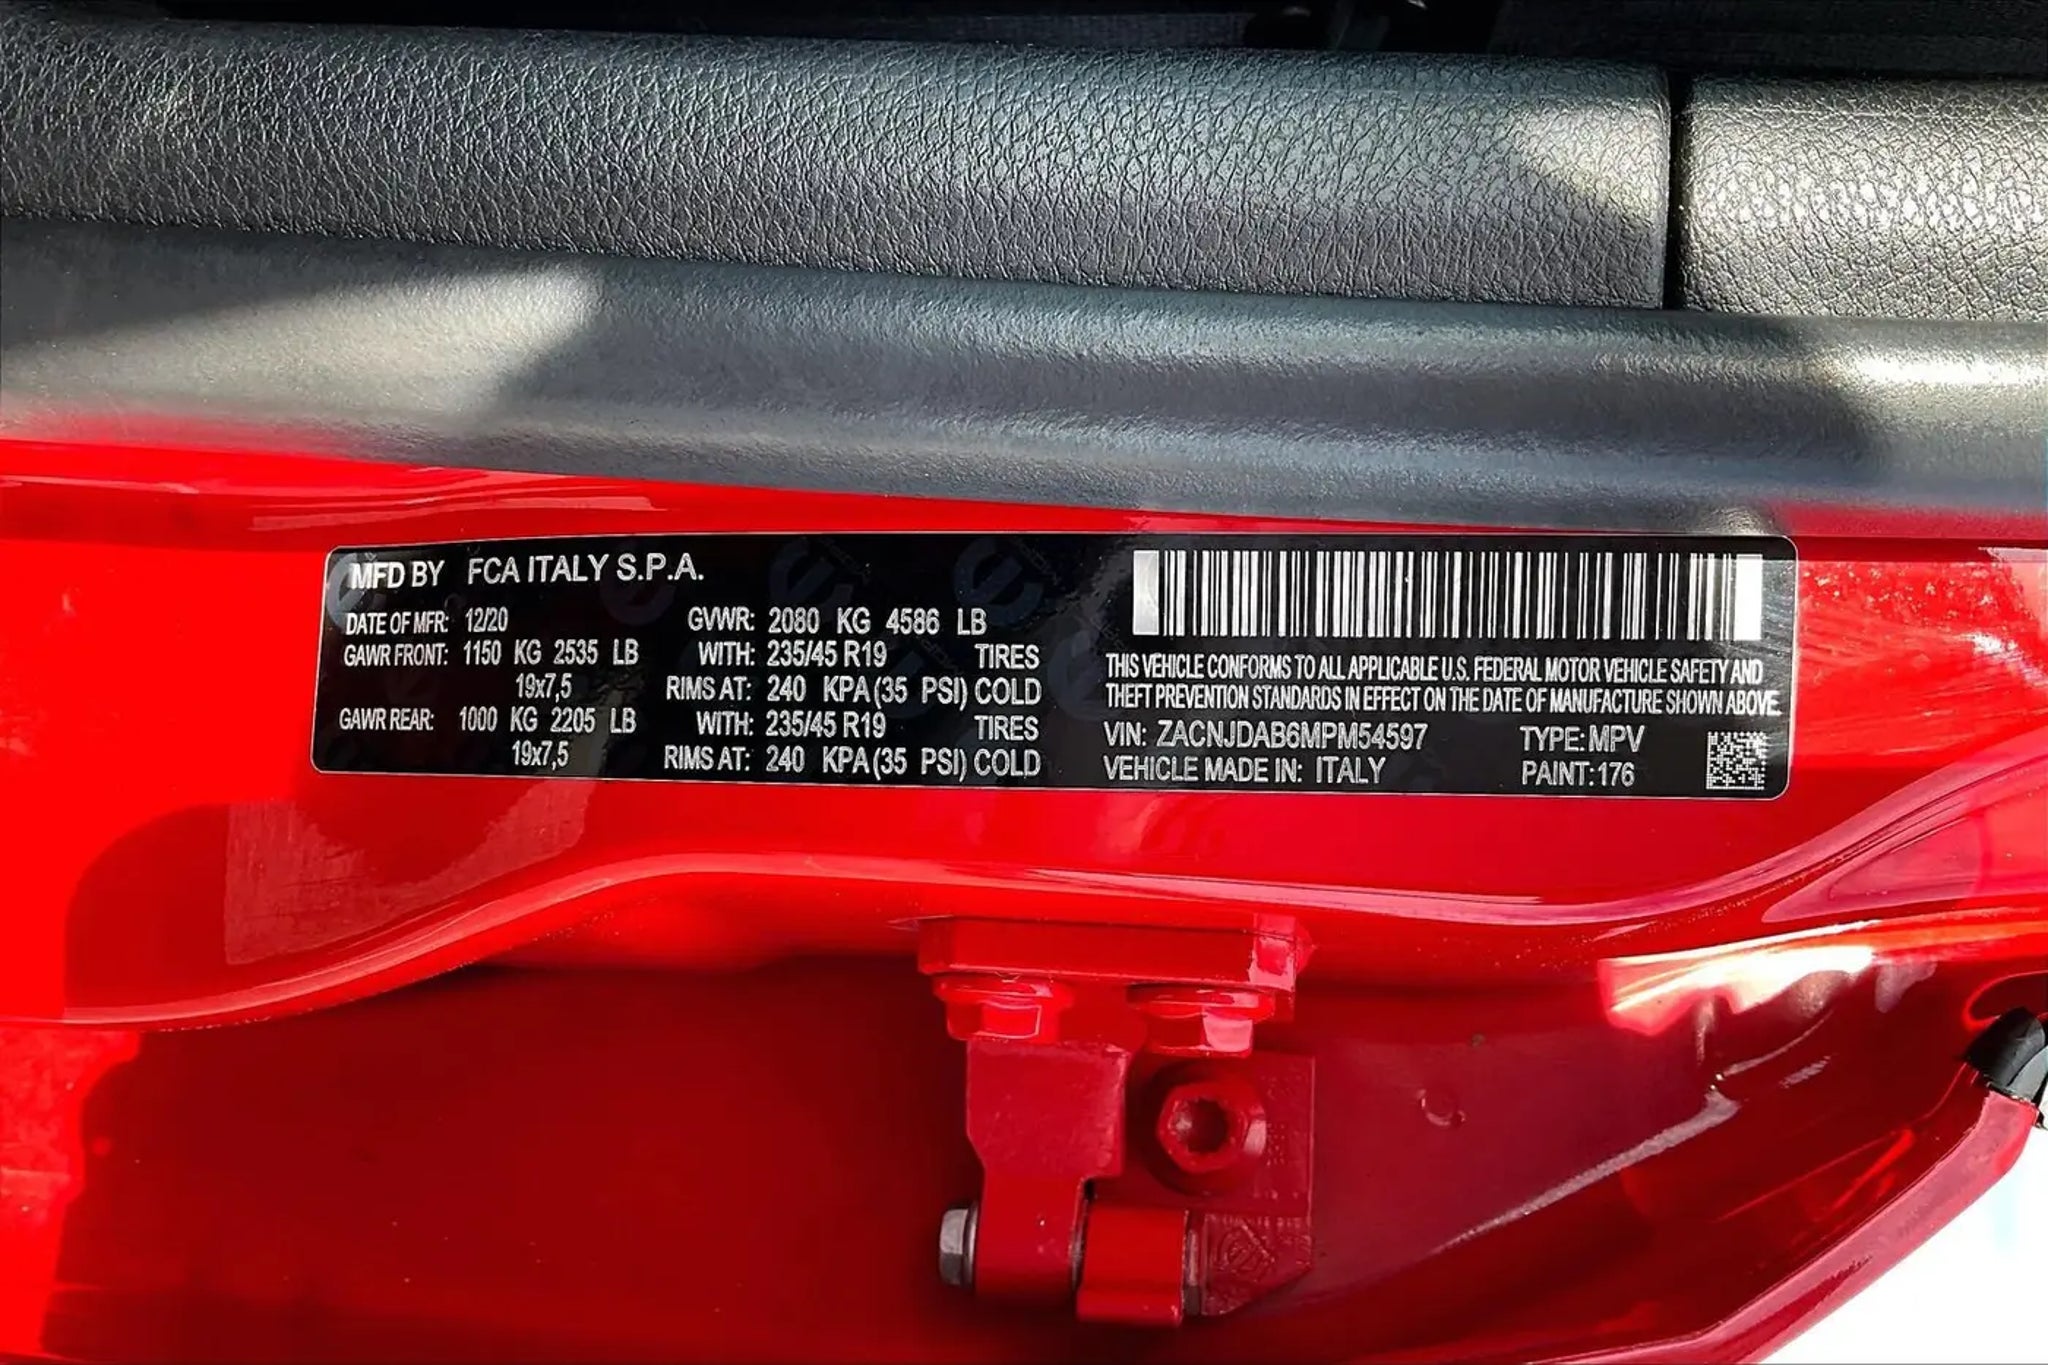 MFD BY FCA ITALY S.P.A.
DATE OF MFR: 12/20 GVWR: 2080 KG 4586 LB
GAWR FRONT: 1150 KG 2535 LB WITH: 235/45 R19 TIRES
19x7,5 RIMS AT: 240 KPA (35 PSI) COLD
GAWR REAR: 1000 KG 2205 LB WITH: 235/45 R19 TIRES
19x7,5 RIMS AT: 240 KPA (35 PSI) COLD
THIS VEHICLE CONFORMS TO ALL APPLICABLE U.S. FEDERAL MOTOR VEHICLE SAFETY AND
THEFT PREVENTION STANDARDS IN EFFECT ON THE DATE OF MANUFACTURE SHOWN ABOVE.
VIN: ZACNJDAB6MPM54597 TYPE: MPV
VEHICLE MADE IN: ITALY PAINT: 176